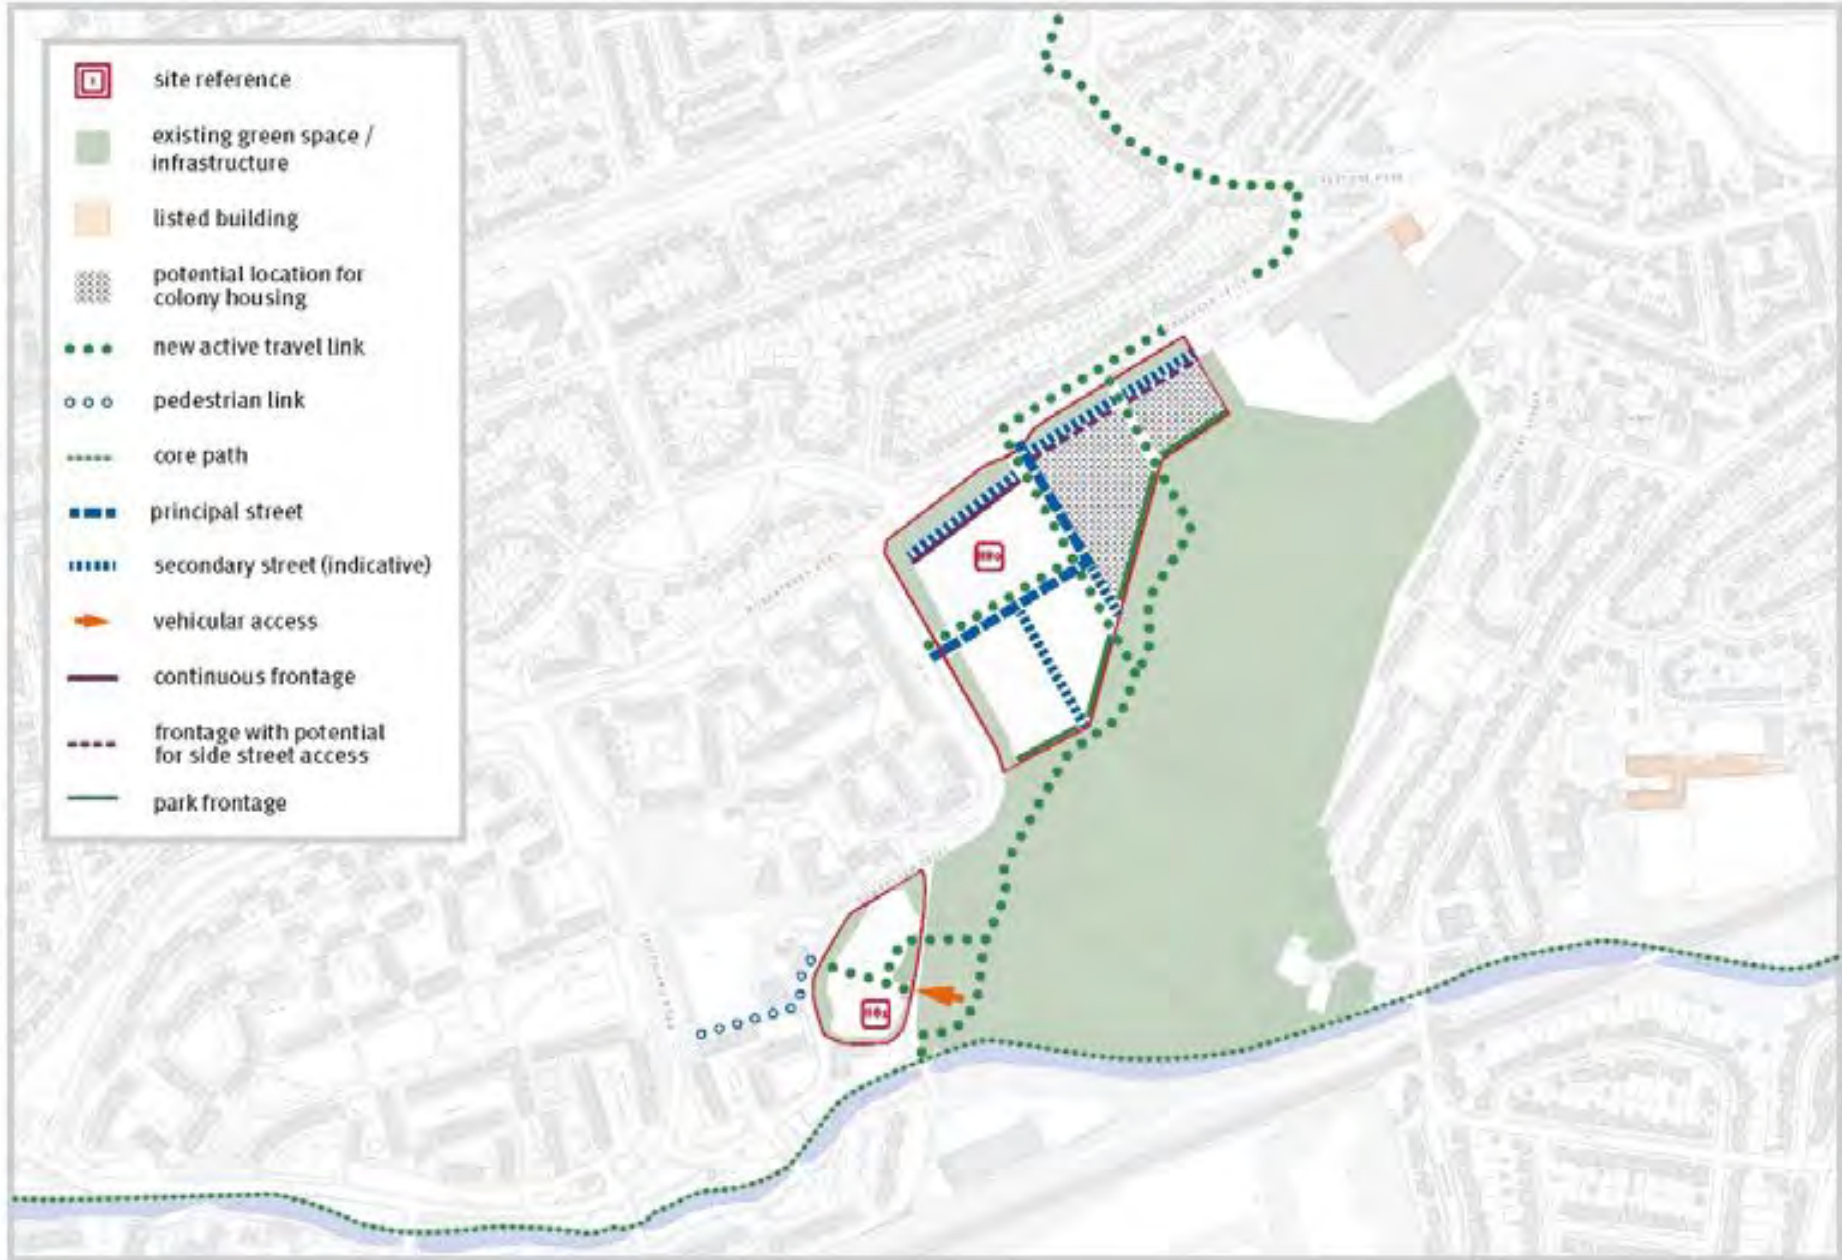 site reference
existing green space /
infrastructure
listed building
potential location for
colony housing
new active travel link
pedestrian link
core path
principal street
secondary street (indicative)
vehicular access
continuous frontage
frontage with potential
for side street access
park frontage